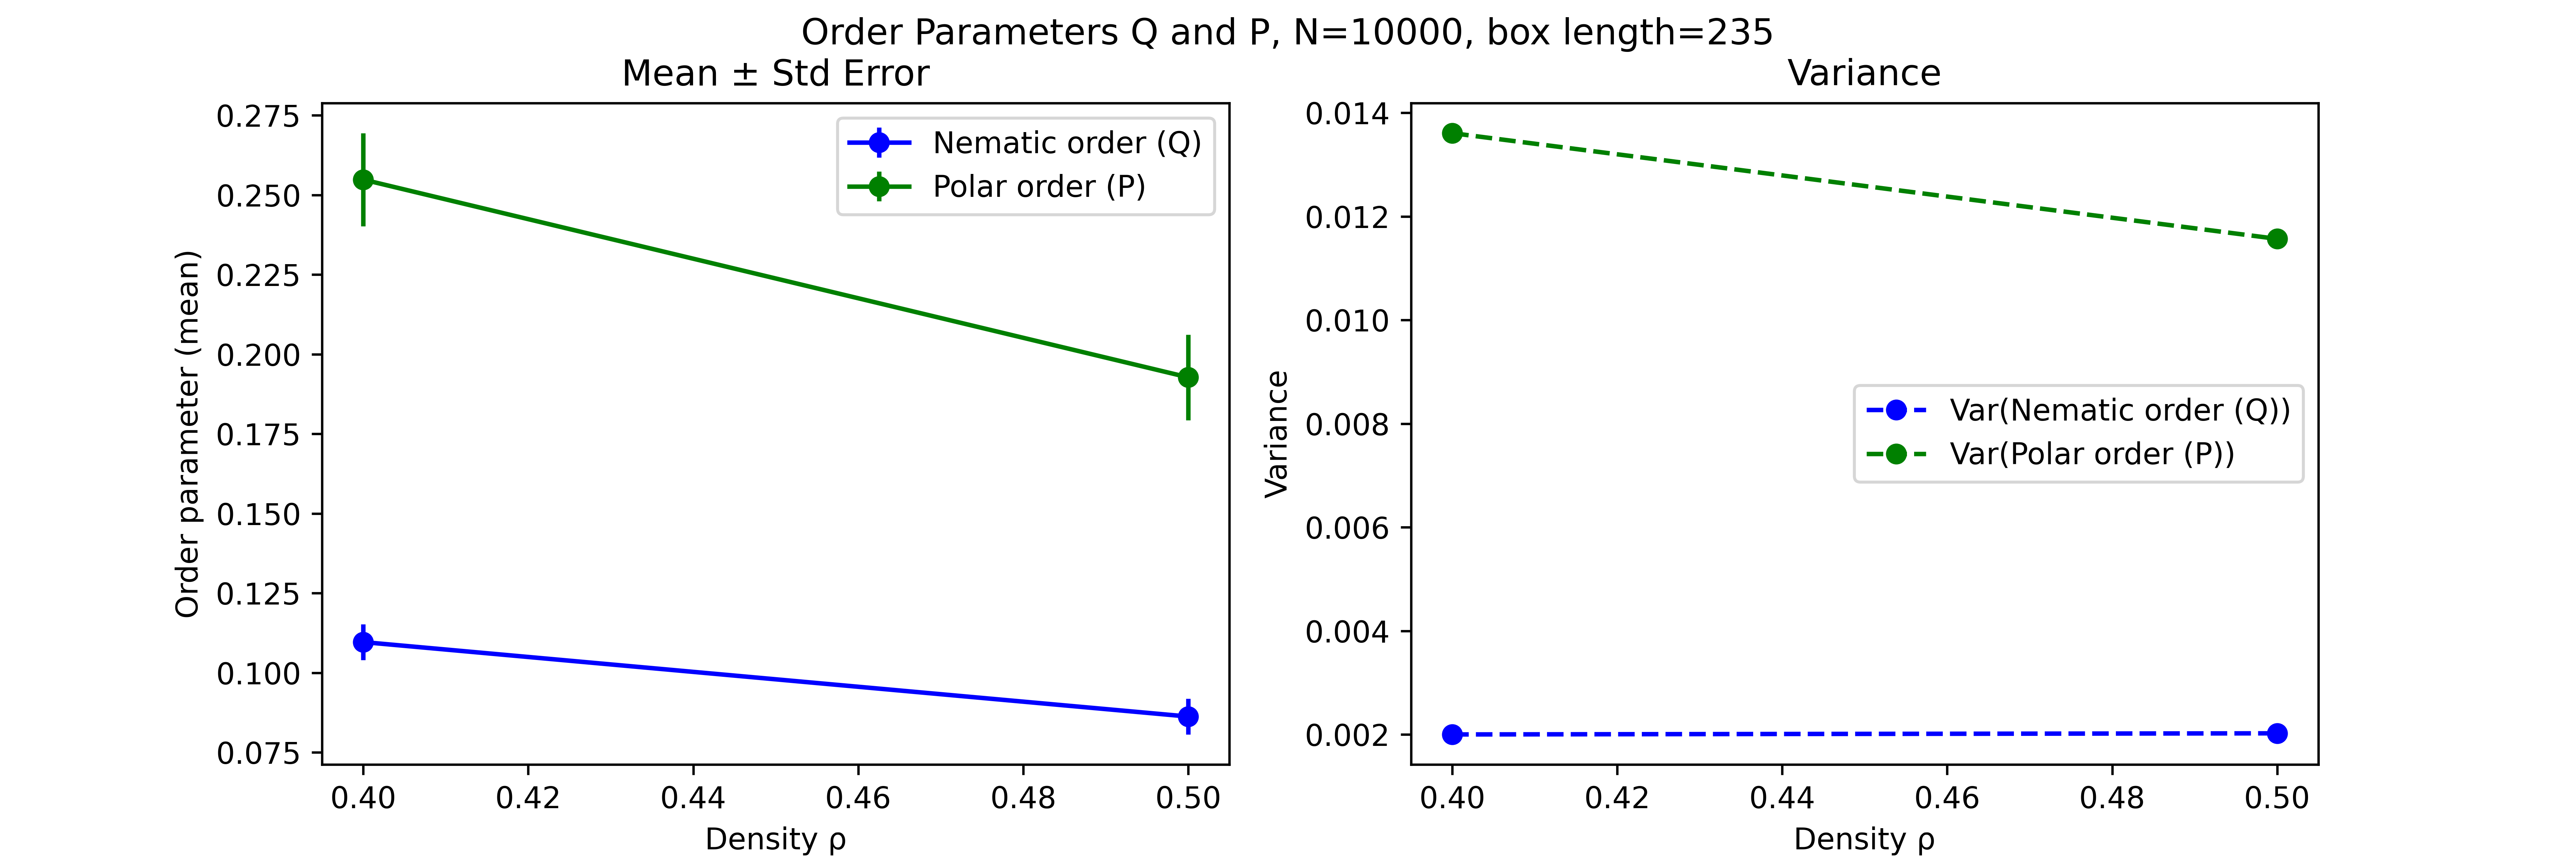 Order Parameters Q and P, N=10000, box length=235
Mean ± Std Error
0.275
0.250
0.225
0.200
0.175
0.150
0.125
0.100
0.075
Order parameter (mean)
Nematic order (Q)
Polar order (P)
0.40 0.42 0.44 0.46 0.48 0.50
Density ρ
Variance
0.014
0.012
0.010
0.008
0.006
0.004
0.002
Variance
Var(Nematic order (Q))
Var(Polar order (P))
0.40 0.42 0.44 0.46 0.48 0.50
Density ρ